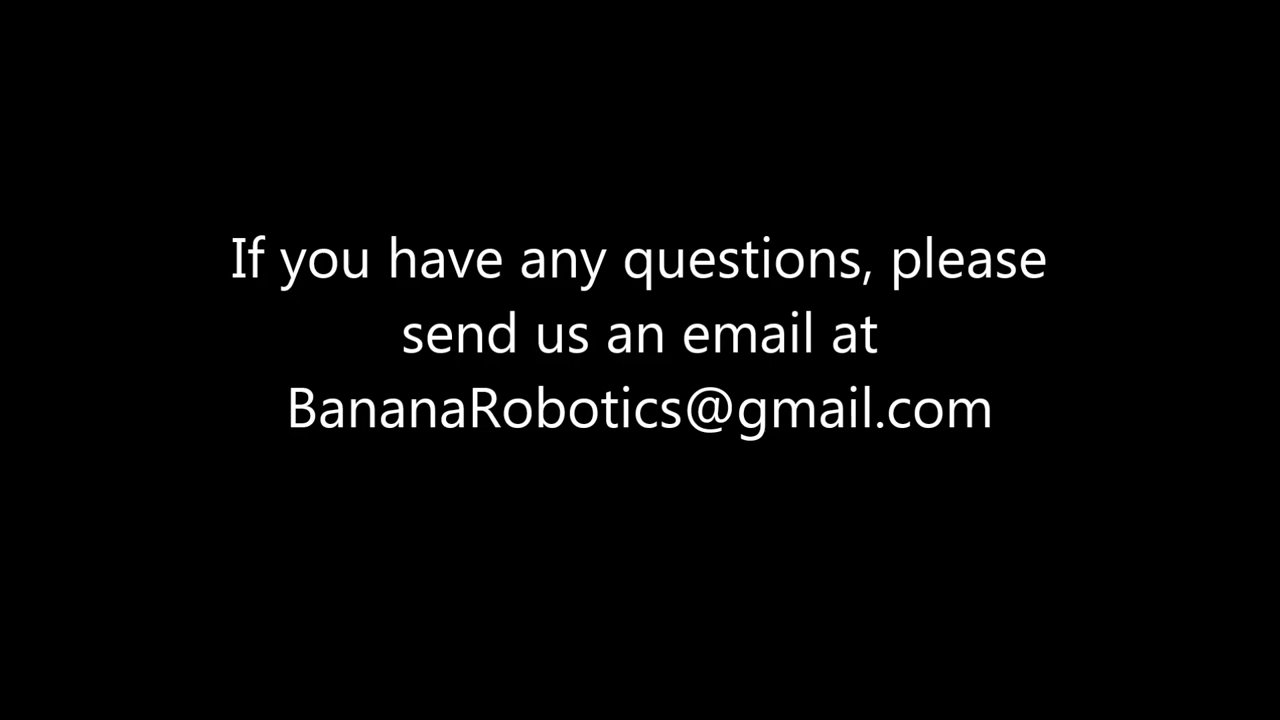 If you have any questions, please
send us an email at
BananaRobotics@gmail.com